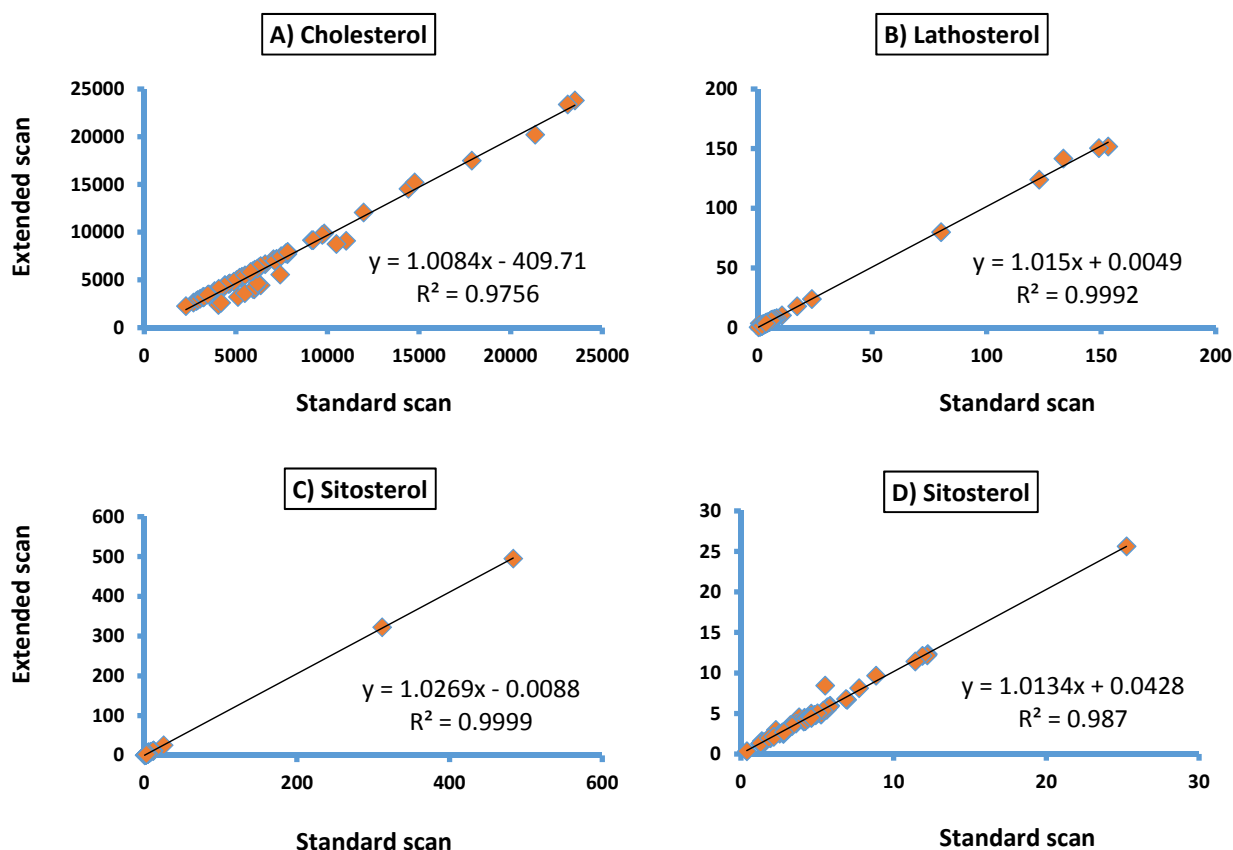 A) Cholesterol
Extended scan
25000
20000
15000
10000
5000
0
0 5000 10000 15000 20000 25000
y = 1.0084x - 409.71
R² = 0.9756
Standard scan
B) Lathosterol
200
150
100
50
0
0 50 100 150 200
y = 1.015x + 0.0049
R² = 0.9992
Standard scan
C) Sitosterol
Extended scan
600
500
400
300
200
100
0
0 200 400 600
y = 1.0269x - 0.0088
R² = 0.9999
Standard scan
D) Sitosterol
30
25
20
15
10
5
0
0 10 20 30
y = 1.0134x + 0.0428
R² = 0.987
Standard scan